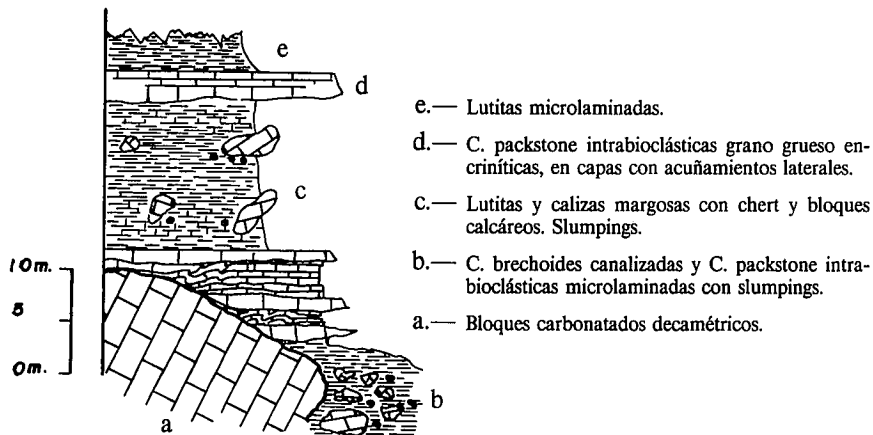 e
d
c
b
a
10m.
5
0m.
e.— Lutitas microlaminadas.
d.— C. packstone intrabioclásticas grano grueso en-
criníticas, en capas con acuñamientos laterales.
c.— Lutitas y calizas margosas con chert y bloques
calcáreos. Slumpings.
b.— C. brechoides canalizadas y C. packstone intra-
bioclásticas microlaminadas con slumpings.
a.— Bloques carbonatados decamétricos.